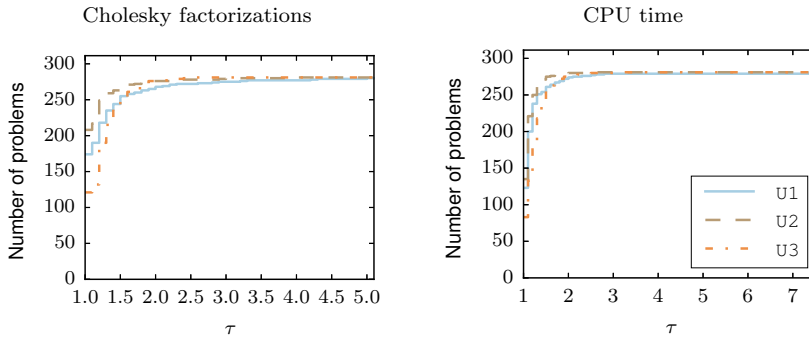 Cholesky factorizations
Number of problems
300
250
200
150
100
50
0
1.0 1.5 2.0 2.5 3.0 3.5 4.0 4.5 5.0
τ
CPU time
Number of problems
300
250
200
150
100
50
0
1 2 3 4 5 6 7
τ
U1
U2
U3